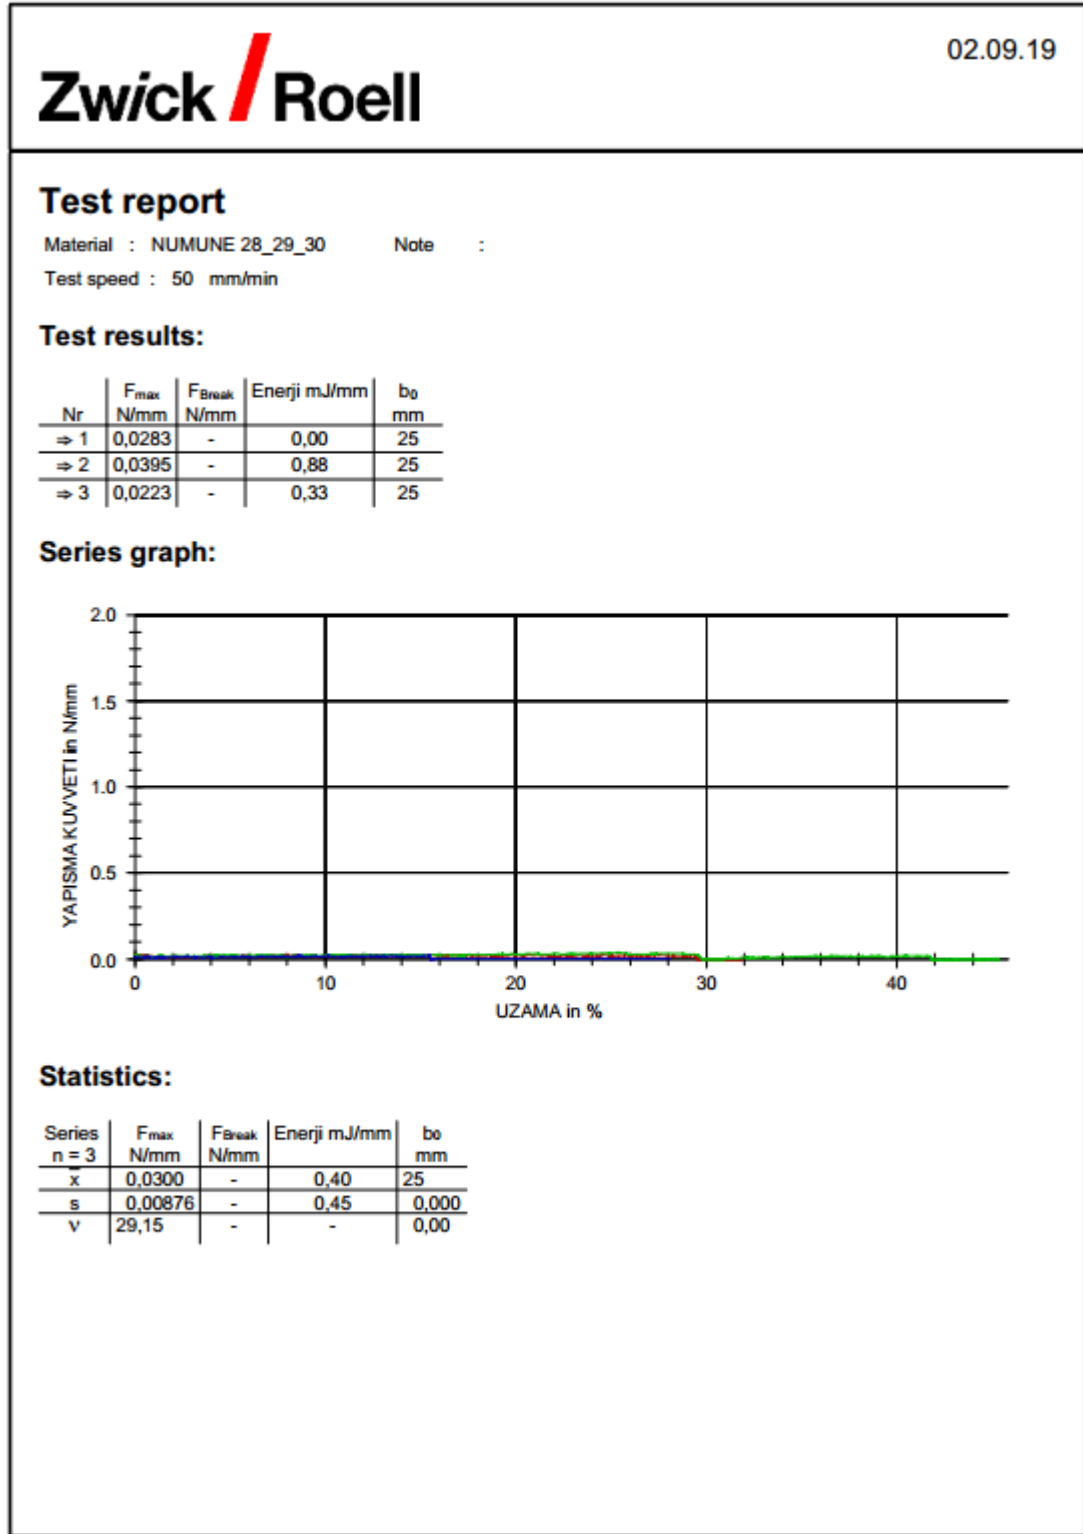 02.09.19
Zwick / Roell
Test report
Material : NUMUNE 28_29_30 Note :
Test speed : 50 mm/min
Test results:
Fmax FBreak Enerji mJ/mm b0
Nr N/mm N/mm mm
⇒ 1 0,0283 - 0,00 25
⇒ 2 0,0395 - 0,88 25
⇒ 3 0,0223 - 0,33 25
Series graph:
2.0
1.5
1.0
0.5
0.0
YAPISMA KUVVETI in N/mm
0 10 20 30 40
UZAMA in %
Statistics:
Series Fmax FBreak Enerji mJ/mm b0
n = 3 N/mm N/mm mm
x̄ 0,0300 - 0,40 25
s 0,00876 - 0,45 0,000
ν 29,15 - - 0,00